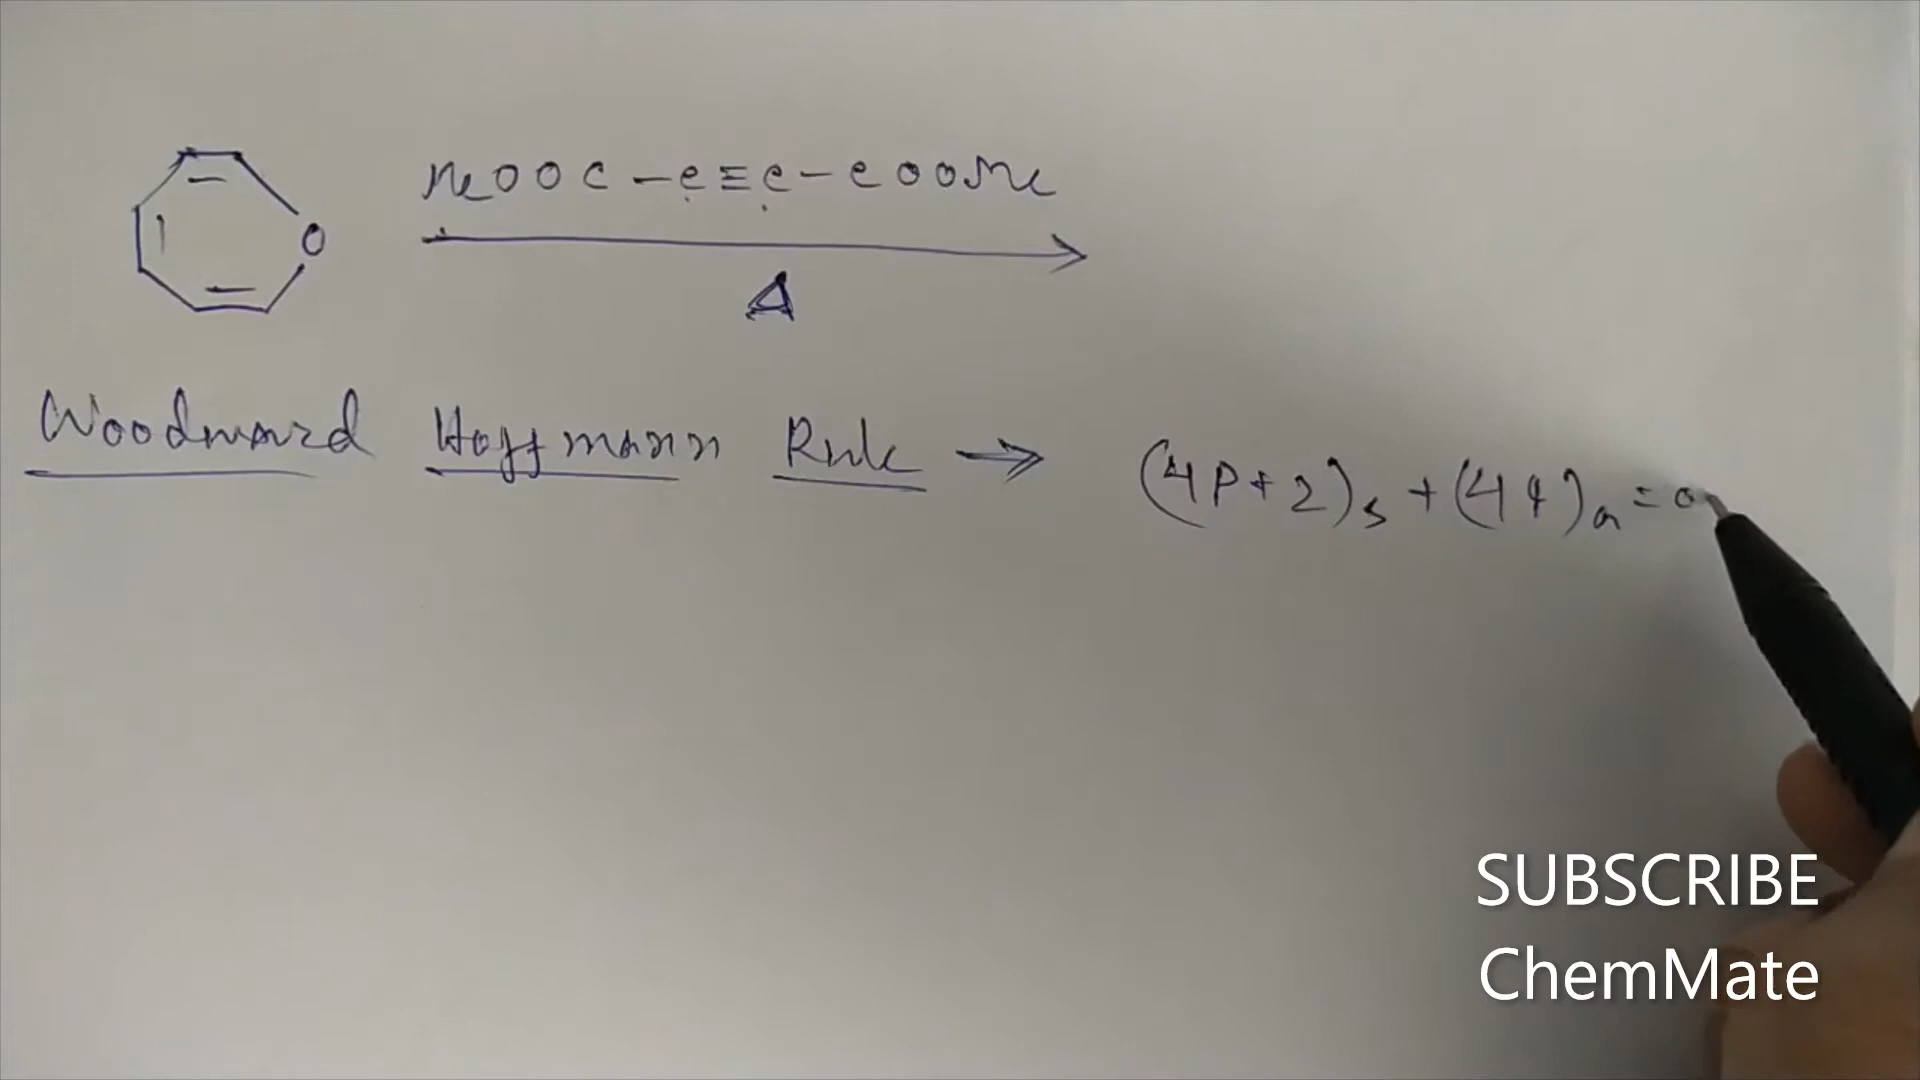 MeOOC-C≡C-COOMe
O
Δ
Woodward Hoffmann Rule → (4p+2)s + (4q)a = o
SUBSCRIBE
ChemMate